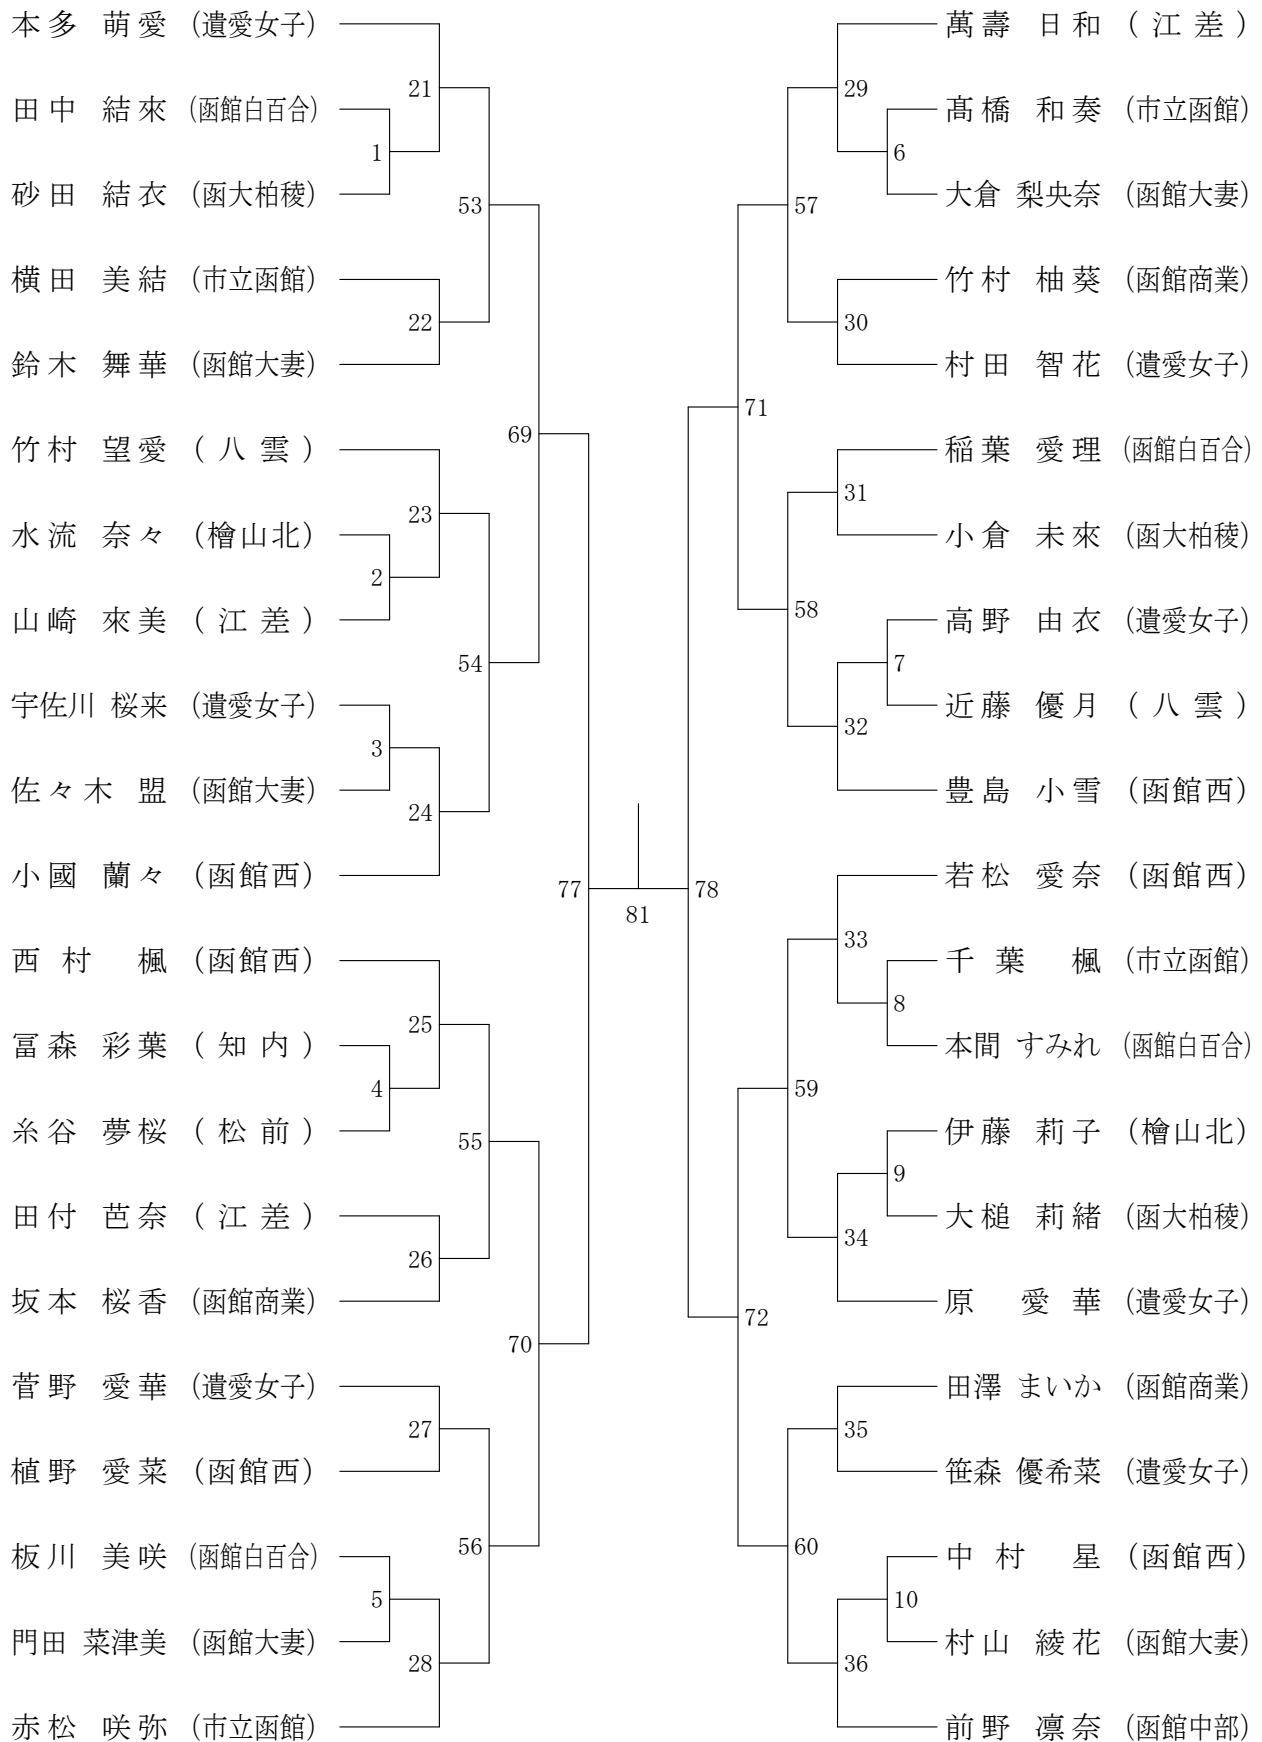 本多 萌愛 (遺愛女子)
21
田中 結來 (函館白百合)
1
砂田 結衣 (函大柏稜)
53
横田 美結 (市立函館)
22
鈴木 舞華 (函館大妻)
69
竹村 望愛 (八雲)
23
水流 奈々 (檜山北)
2
山崎 來美 (江差)
54
宇佐川 桜来 (遺愛女子)
3
佐々木 盟 (函館大妻)
24
小國 蘭々 (函館西)
77
81
西村 楓 (函館西)
25
冨森 彩葉 (知内)
4
糸谷 夢桜 (松前)
55
田付 芭奈 (江差)
26
坂本 桜香 (函館商業)
70
菅野 愛華 (遺愛女子)
27
植野 愛菜 (函館西)
56
板川 美咲 (函館白百合)
5
門田 菜津美 (函館大妻)
28
赤松 咲弥 (市立函館)
萬壽 日和 (江差)
29
髙橋 和奏 (市立函館)
6
大倉 梨央奈 (函館大妻)
57
竹村 柚葵 (函館商業)
30
村田 智花 (遺愛女子)
71
稲葉 愛理 (函館白百合)
31
小倉 未來 (函大柏稜)
58
高野 由衣 (遺愛女子)
7
近藤 優月 (八雲)
32
豊島 小雪 (函館西)
78
若松 愛奈 (函館西)
33
千葉 楓 (市立函館)
8
本間 すみれ (函館白百合)
59
伊藤 莉子 (檜山北)
9
大槌 莉緒 (函大柏稜)
34
原 愛華 (遺愛女子)
72
田澤 まいか (函館商業)
35
笹森 優希菜 (遺愛女子)
60
中村 星 (函館西)
10
村山 綾花 (函館大妻)
36
前野 凛奈 (函館中部)